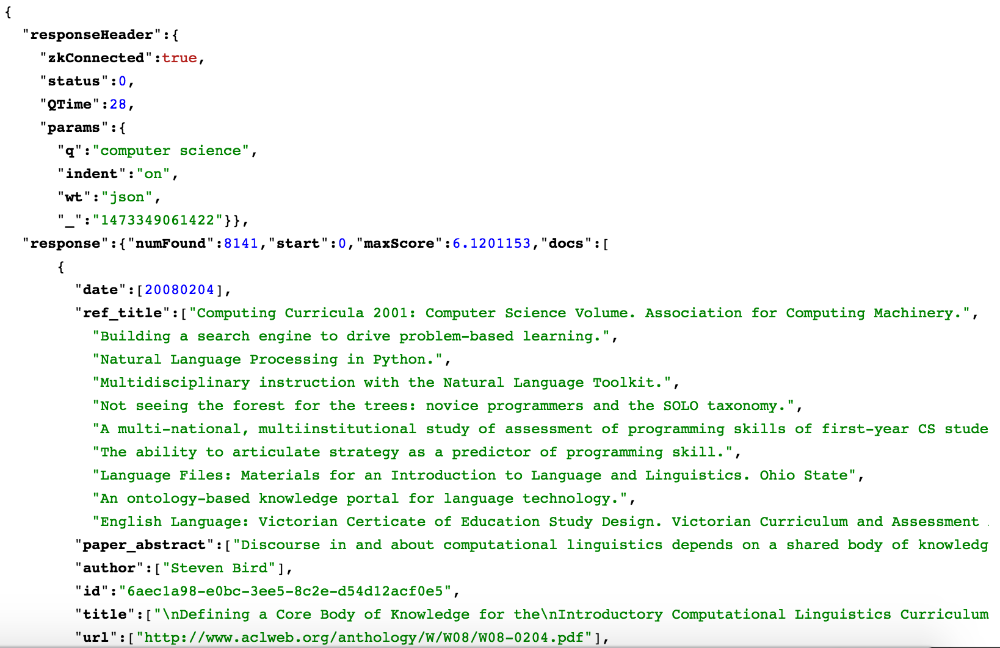 {
"responseHeader":{
"zkConnected":true,
"status":0,
"QTime":28,
"params":{
"q":"computer science",
"indent":"on",
"wt":"json",
"_":"1473349061422"}},
"response":{"numFound":8141,"start":0,"maxScore":6.1201153,"docs":[
{
"date":[20080204],
"ref_title":["Computing Curricula 2001: Computer Science Volume. Association for Computing Machinery.",
"Building a search engine to drive problem-based learning.",
"Natural Language Processing in Python.",
"Multidisciplinary instruction with the Natural Language Toolkit.",
"Not seeing the forest for the trees: novice programmers and the SOLO taxonomy.",
"A multi-national, multiinstitutional study of assessment of programming skills of first-year CS stude
"The ability to articulate strategy as a predictor of programming skill.",
"Language Files: Materials for an Introduction to Language and Linguistics. Ohio State",
"An ontology-based knowledge portal for language technology.",
"English Language: Victorian Certicate of Education Study Design. Victorian Curriculum and Assessment
"paper_abstract":["Discourse in and about computational linguistics depends on a shared body of knowledg
"author":["Steven Bird"],
"id":"6aec1a98-e0bc-3ee5-8c2e-d54d12acf0e5",
"title":["\nDefining a Core Body of Knowledge for the\nIntroductory Computational Linguistics Curriculum
"url":["http://www.aclweb.org/anthology/W/W08/W08-0204.pdf"],